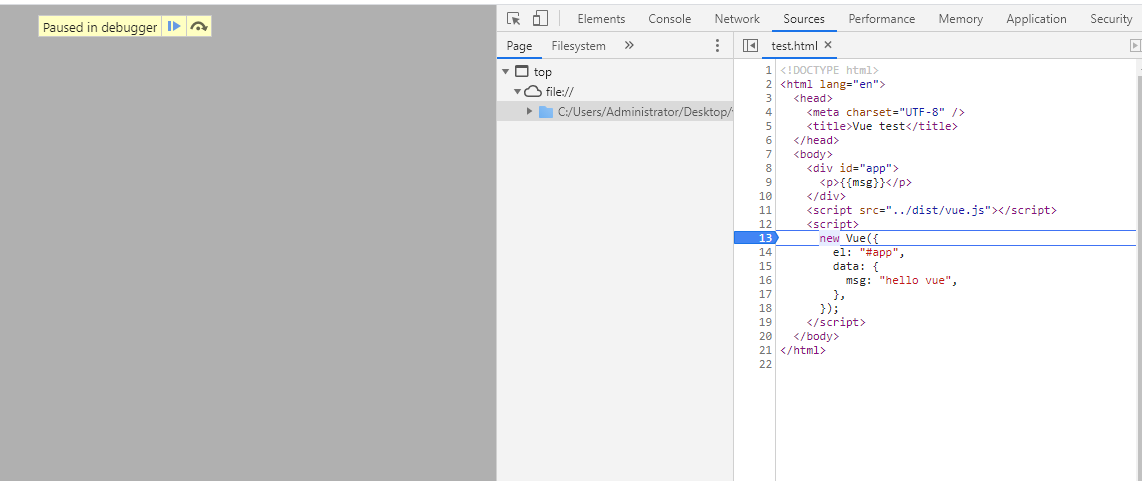 Paused in debugger
Elements Console Network Sources Performance Memory Application Security
Page Filesystem » test.html ×
top
file://
C:/Users/Administrator/Desktop/
1 <!DOCTYPE html>
2 <html lang="en">
3 <head>
4 <meta charset="UTF-8" />
5 <title>Vue test</title>
6 </head>
7 <body>
8 <div id="app">
9 <p>{{msg}}</p>
10 </div>
11 <script src="../dist/vue.js"></script>
12 <script>
13 new Vue({
14 el: "#app",
15 data: {
16 msg: "hello vue",
17 },
18 });
19 </script>
20 </body>
21 </html>
22